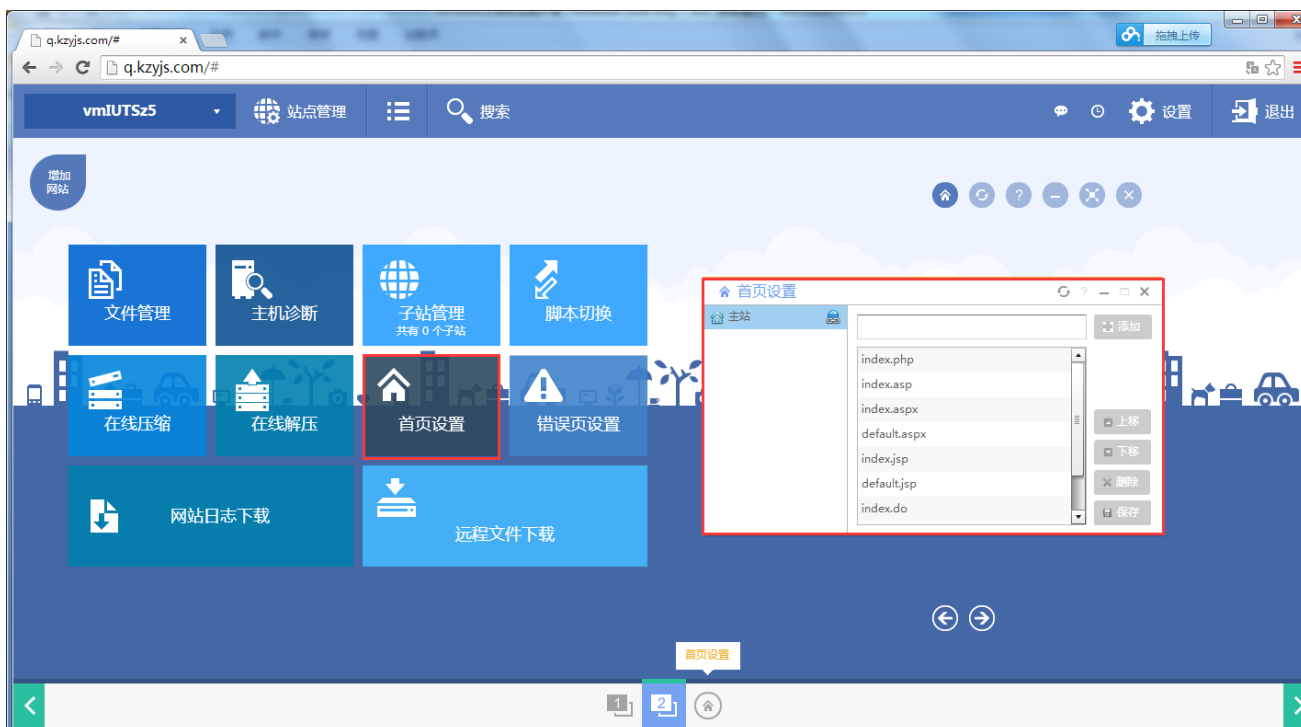 q.kzyjs.com/#
拖拽上传
q.kzyjs.com/#
vmIUTSz5
站点管理
搜索
设置
退出
增加
网站
文件管理
主机诊断
子站管理
共有 0 个子站
脚本切换
在线压缩
在线解压
首页设置
错误页设置
网站日志下载
远程文件下载
首页设置
主站
添加
index.php
index.asp
index.aspx
default.aspx
index.jsp
default.jsp
index.do
上移
下移
删除
保存
首页设置
1
2